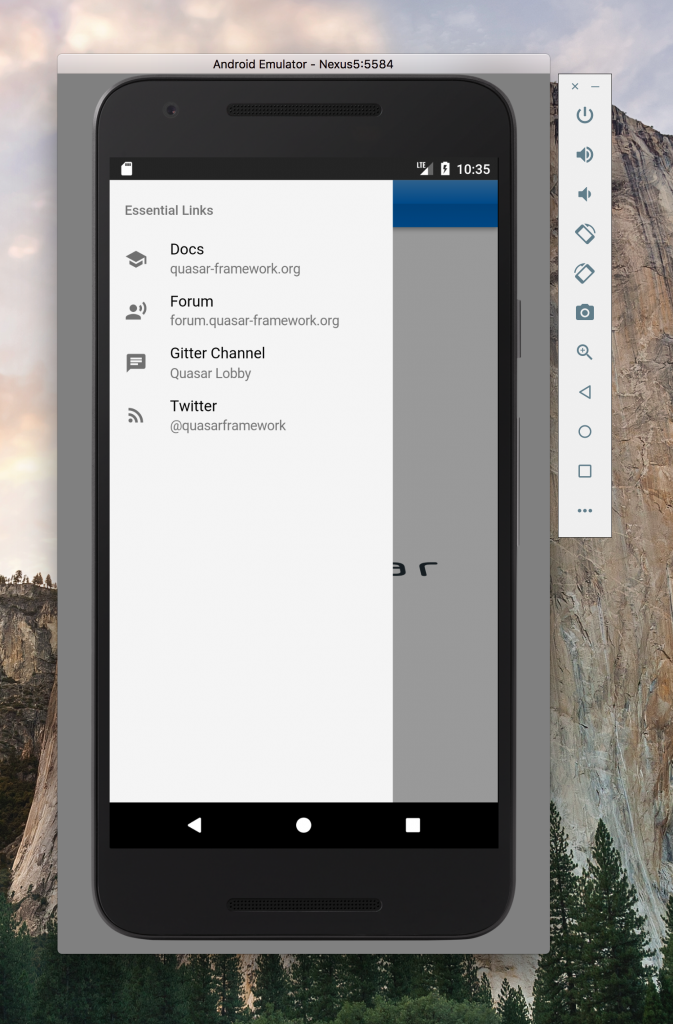 Android Emulator - Nexus5:5584
LTE 10:35
Essential Links
Docs
quasar-framework.org
Forum
forum.quasar-framework.org
Gitter Channel
Quasar Lobby
Twitter
@quasarframework
ar